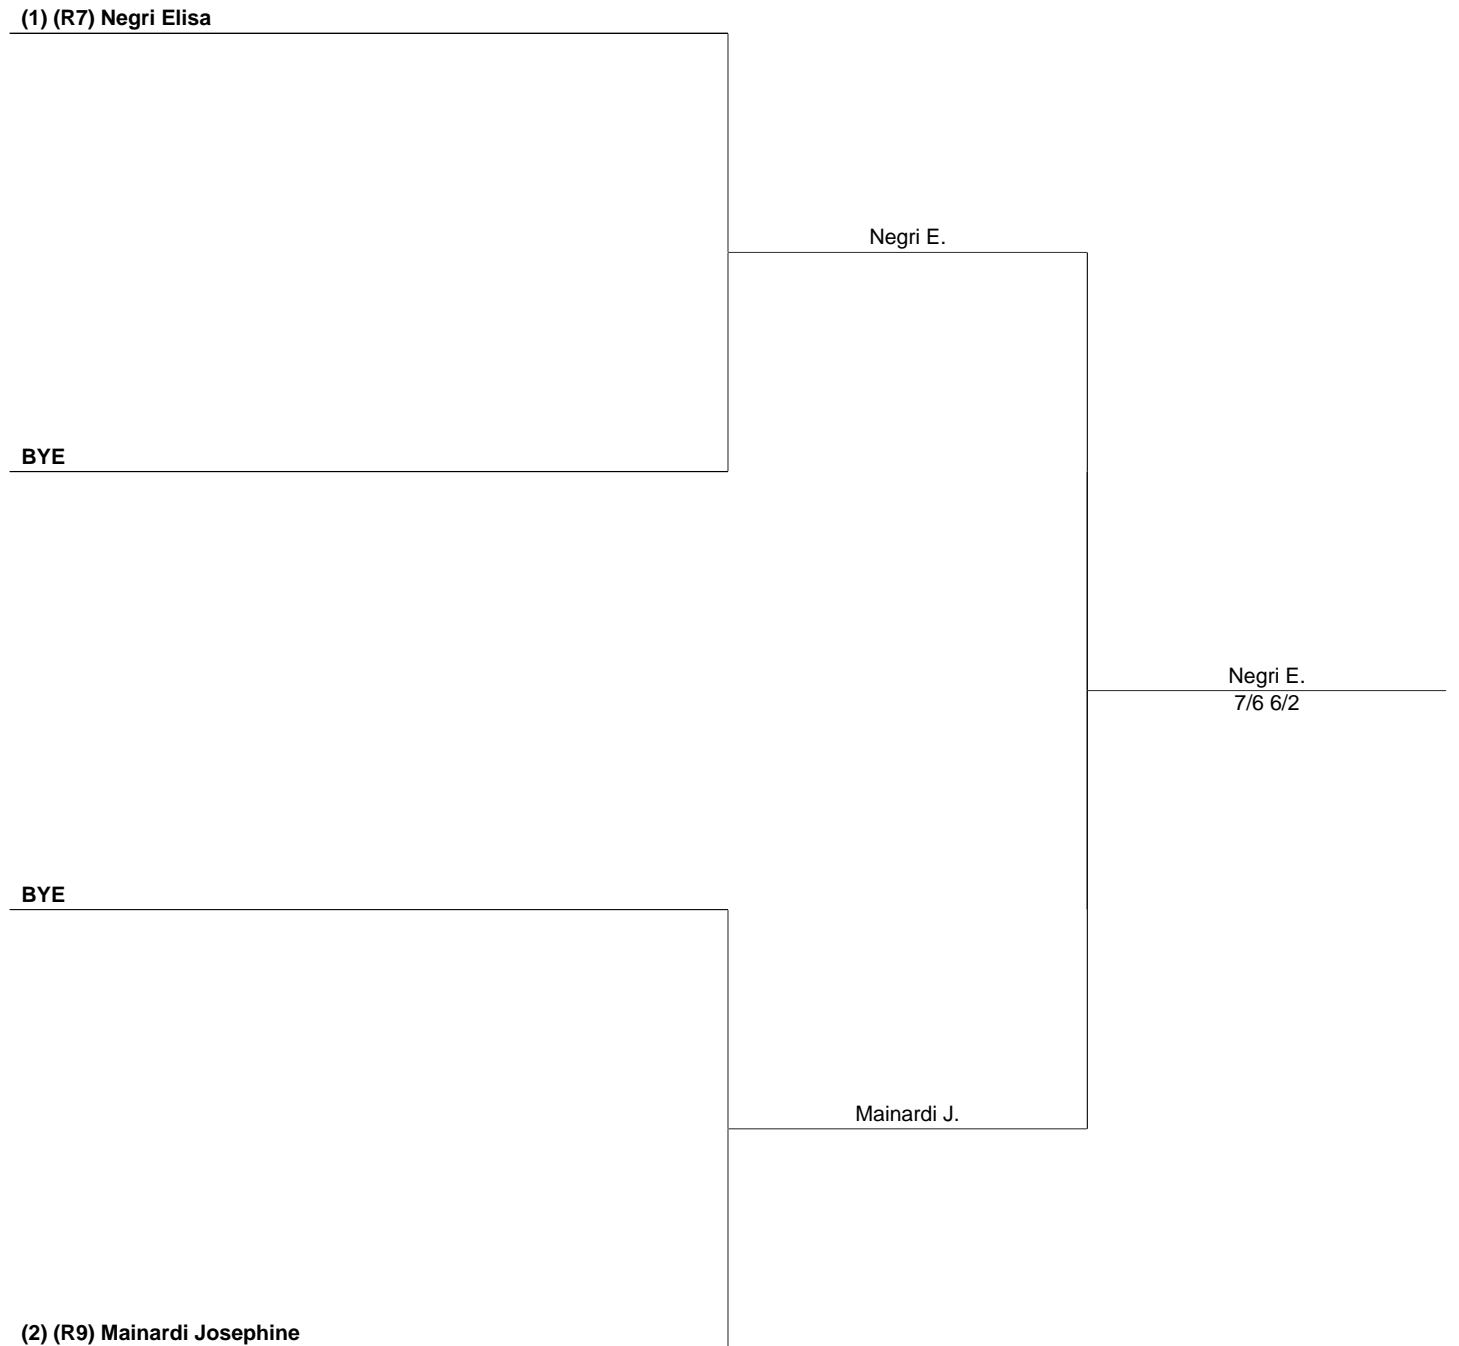 (1) (R7) Negri Elisa
Negri E.
BYE
Negri E.
7/6 6/2
BYE
Mainardi J.
(2) (R9) Mainardi Josephine